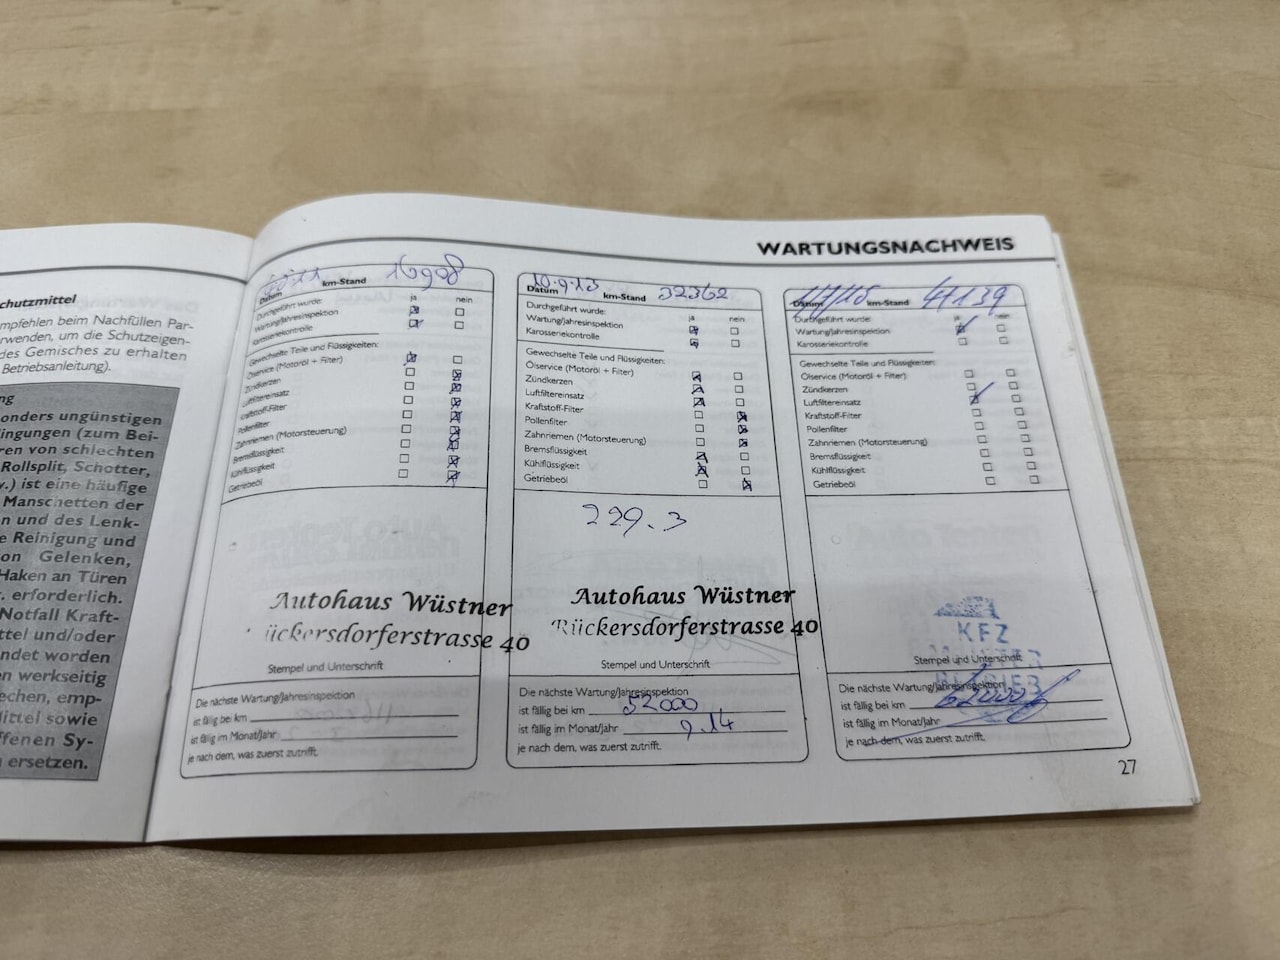 chutzmittel
mpfehlen beim Nachfüllen Par-
erwenden, um die Schutzeigen-
des Gemisches zu erhalten
Betriebsanleitung).
ng
onders ungünstigen
ingungen (zum Bei-
ren von schlechten
Rollsplit, Schotter,
v.) ist eine häufige
Manschetten der
n und des Lenk-
e Reinigung und
on Gelenken,
Haken an Türen
. erforderlich.
Notfall Kraft-
ttel und/oder
ndet worden
n werkseitig
echen, emp-
littel sowie
ffenen Sy-
ersetzen.
WARTUNGSNACHWEIS
Datum km-Stand 16908
Durchgeführt wurde: ja nein
Wartung/Jahresinspektion
Karosseriekontrolle
Gewechselte Teile und Flüssigkeiten:
Ölservice (Motoröl + Filter)
Zündkerzen
Luftfiltereinsatz
Kraftstoff-Filter
Pollenfilter
Zahnriemen (Motorsteuerung)
Bremsflüssigkeit
Kühlflüssigkeit
Getriebeöl
Autohaus Wüstner
ückersdorferstrasse 40
Stempel und Unterschrift
Die nächste Wartung/Jahresinspektion
ist fällig bei km
ist fällig im Monat/Jahr
je nach dem, was zuerst zutrifft.
10.9.13 32362
Datum km-Stand
Durchgeführt wurde: ja nein
Wartung/Jahresinspektion
Karosseriekontrolle
Gewechselte Teile und Flüssigkeiten:
Ölservice (Motoröl + Filter)
Zündkerzen
Luftfiltereinsatz
Kraftstoff-Filter
Pollenfilter
Zahnriemen (Motorsteuerung)
Bremsflüssigkeit
Kühlflüssigkeit
Getriebeöl
229.3
Autohaus Wüstner
Rückersdorferstrasse 40
Stempel und Unterschrift
Die nächste Wartung/Jahresinspektion
ist fällig bei km 52000
ist fällig im Monat/Jahr 9.14
je nach dem, was zuerst zutrifft.
Datum km-Stand 47139
Durchgeführt wurde: ja nein
Wartung/Jahresinspektion
Karosseriekontrolle
Gewechselte Teile und Flüssigkeiten:
Ölservice (Motoröl + Filter)
Zündkerzen
Luftfiltereinsatz
Kraftstoff-Filter
Pollenfilter
Zahnriemen (Motorsteuerung)
Bremsflüssigkeit
Kühlflüssigkeit
Getriebeöl
KFZ
Stempel und Unterschrift
Die nächste Wartung/Jahresinspektion
ist fällig bei km 62000
ist fällig im Monat/Jahr
je nach dem, was zuerst zutrifft.
27